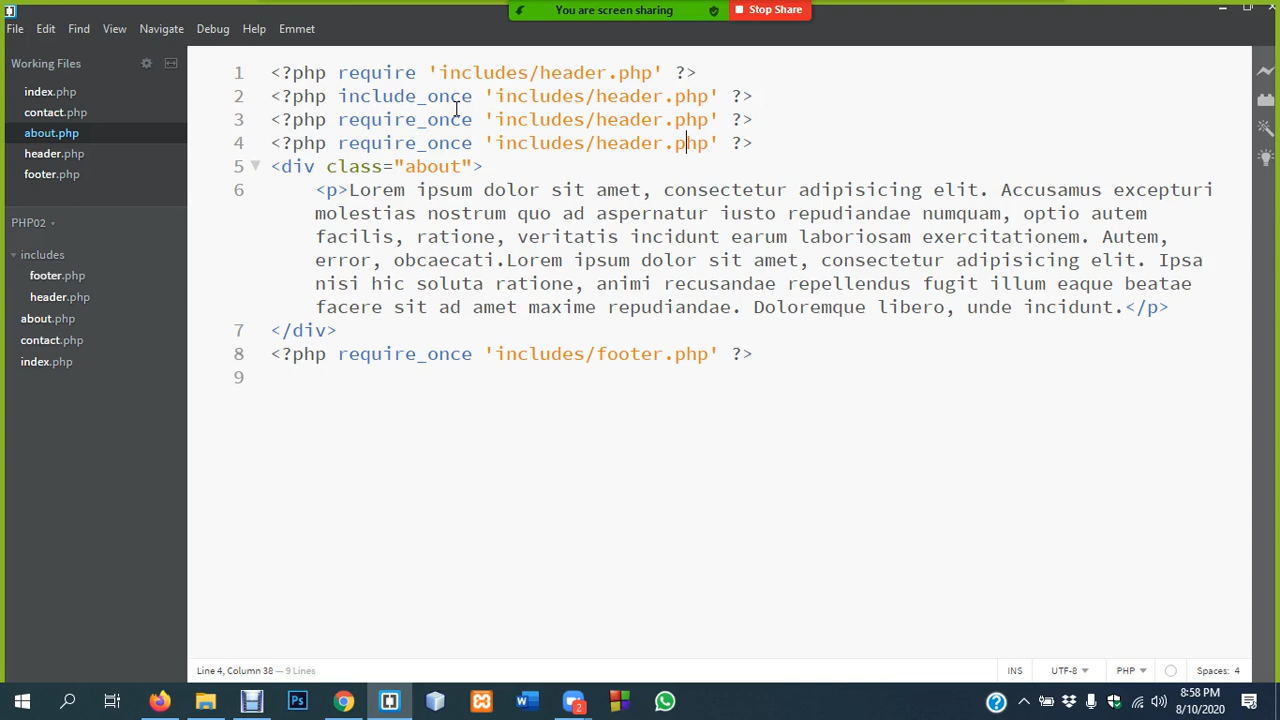 You are screen sharing
Stop Share
File Edit Find View Navigate Debug Help Emmet
Working Files
index.php
contact.php
about.php
header.php
footer.php
PHP02
includes
footer.php
header.php
about.php
contact.php
index.php
1 <?php require 'includes/header.php' ?>
2 <?php include_once 'includes/header.php' ?>
3 <?php require_once 'includes/header.php' ?>
4 <?php require_once 'includes/header.php' ?>
5 <div class="about">
6 <p>Lorem ipsum dolor sit amet, consectetur adipisicing elit. Accusamus excepturi
molestias nostrum quo ad aspernatur iusto repudiandae numquam, optio autem
facilis, ratione, veritatis incidunt earum laboriosam exercitationem. Autem,
error, obcaecati.Lorem ipsum dolor sit amet, consectetur adipisicing elit. Ipsa
nisi hic soluta ratione, animi recusandae repellendus fugit illum eaque beatae
facere sit ad amet maxime repudiandae. Doloremque libero, unde incidunt.</p>
7 </div>
8 <?php require_once 'includes/footer.php' ?>
9
Line 4, Column 38 — 9 Lines
INS UTF-8 PHP Spaces: 4
2
8:58 PM
8/10/2020